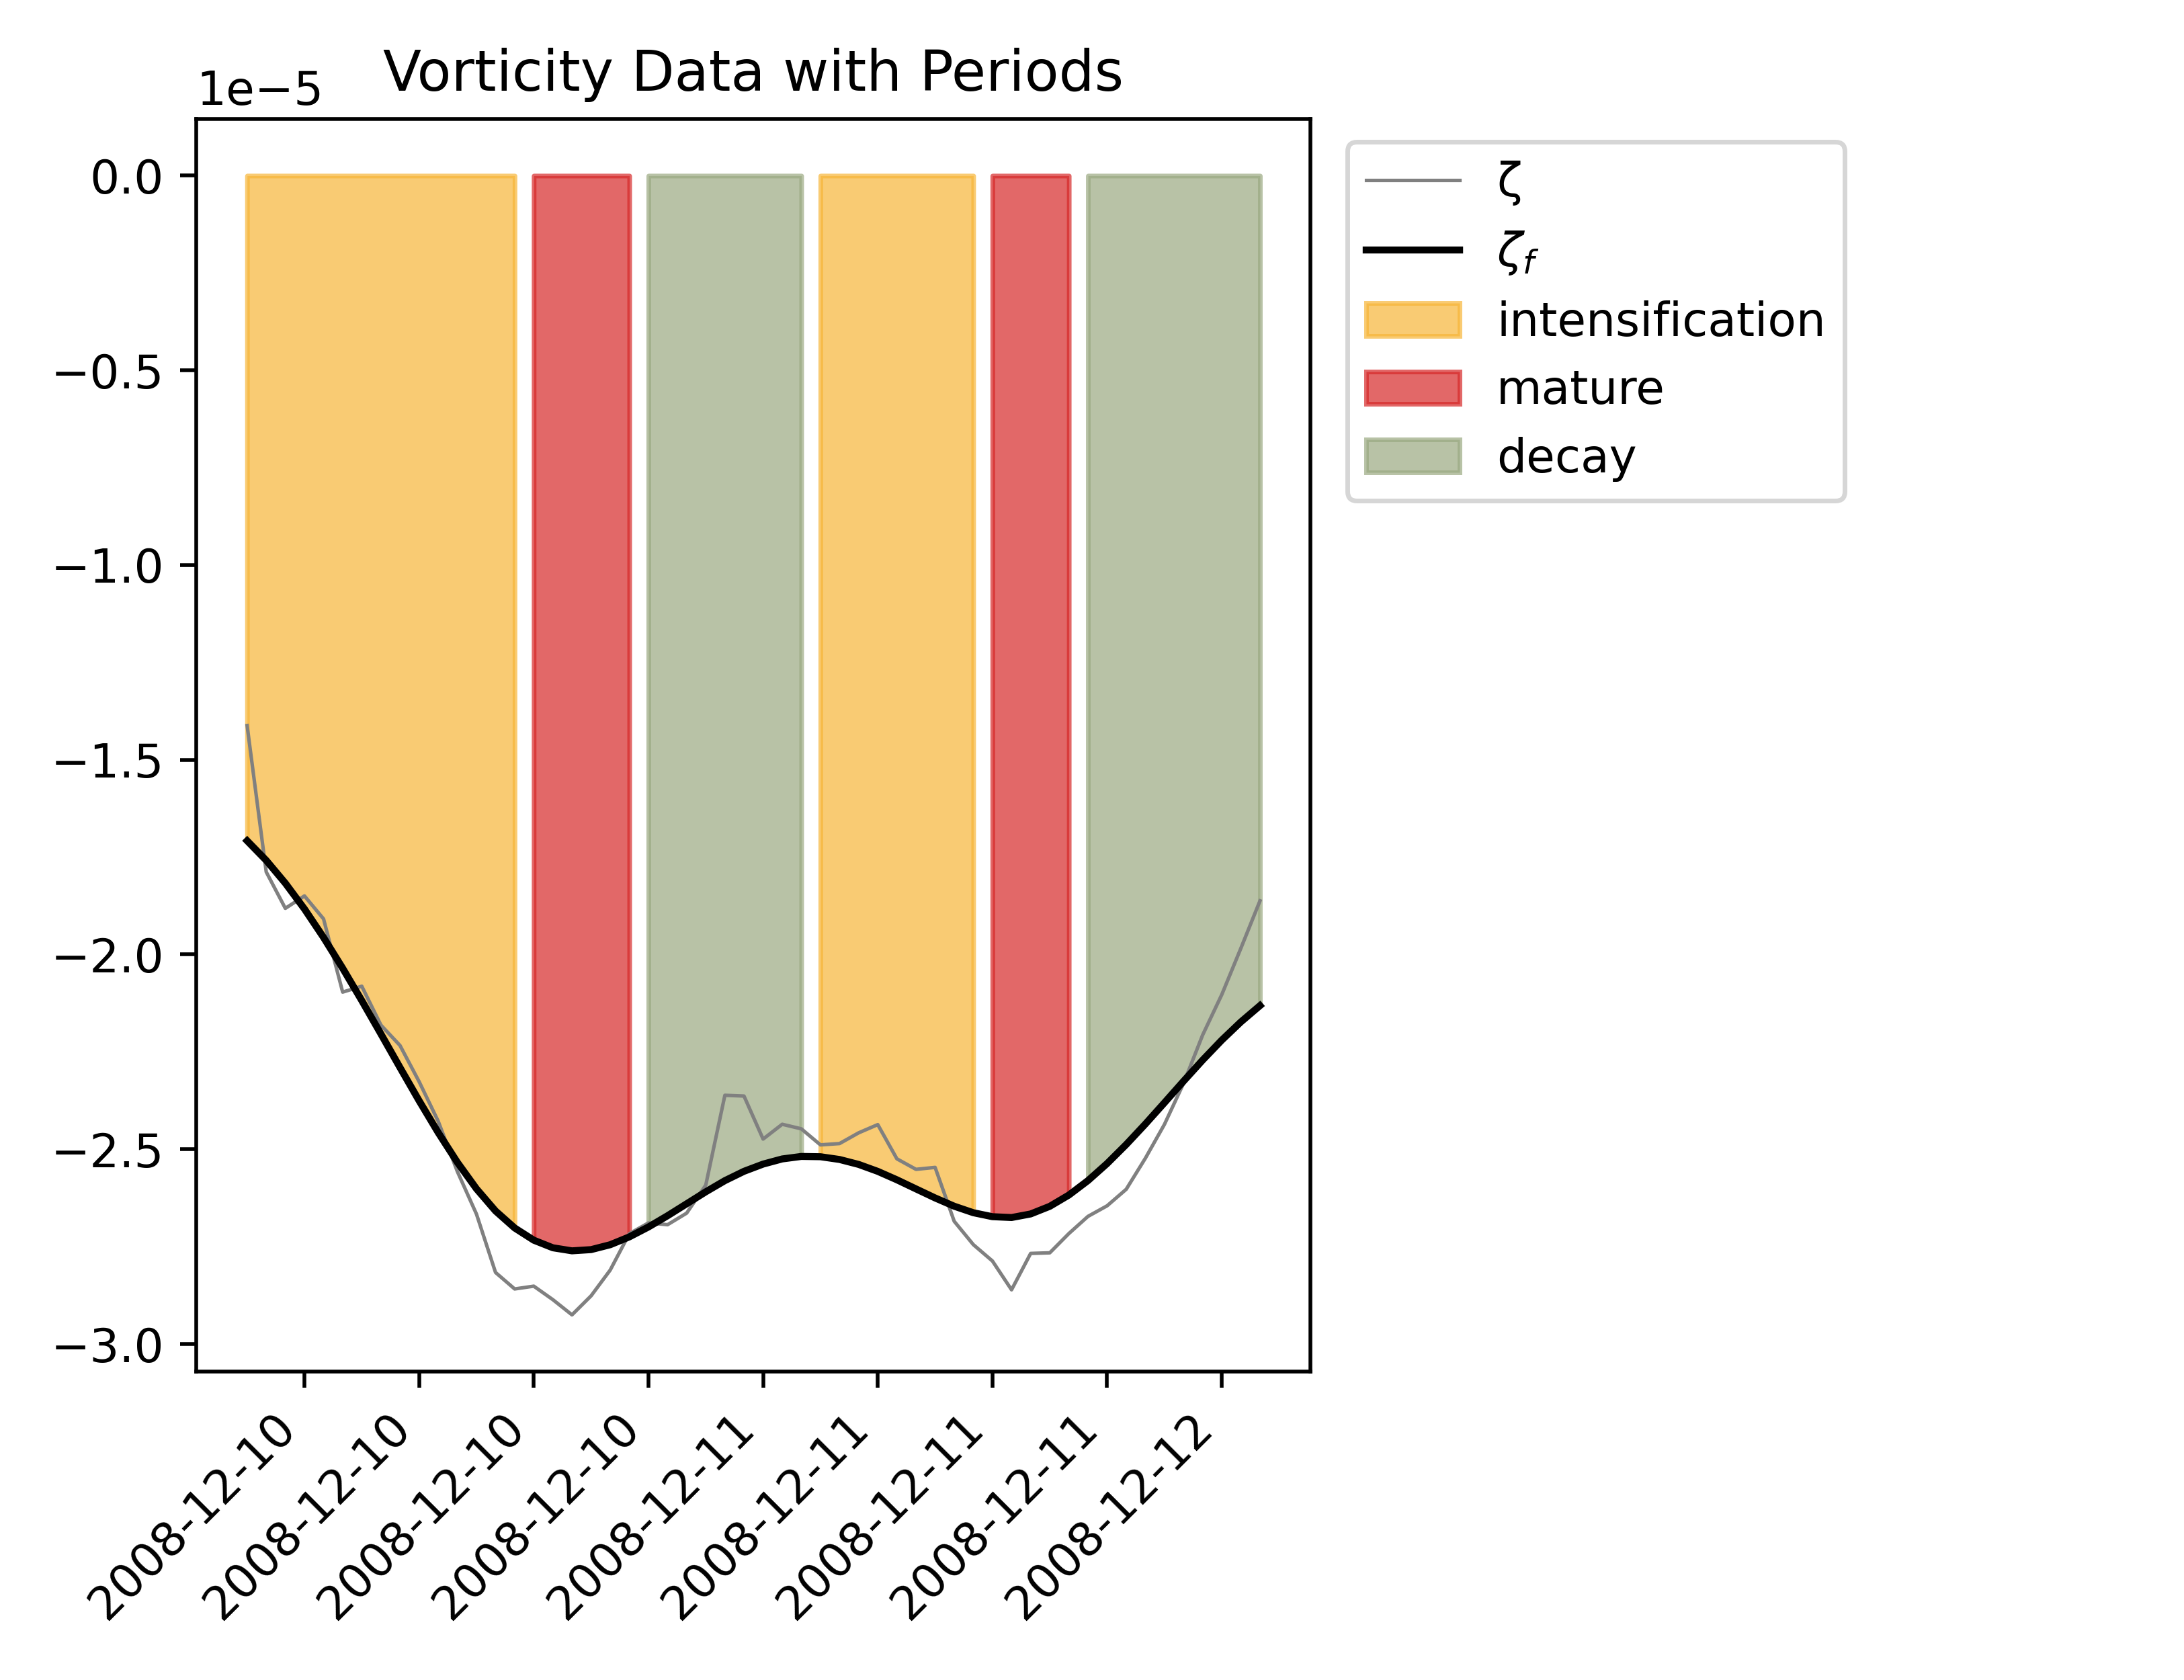 Vorticity Data with Periods
1e−5
0.0
−0.5
−1.0
−1.5
−2.0
−2.5
−3.0
2008-12-10
2008-12-10
2008-12-10
2008-12-10
2008-12-11
2008-12-11
2008-12-11
2008-12-11
2008-12-12
ζ
ζf
intensification
mature
decay